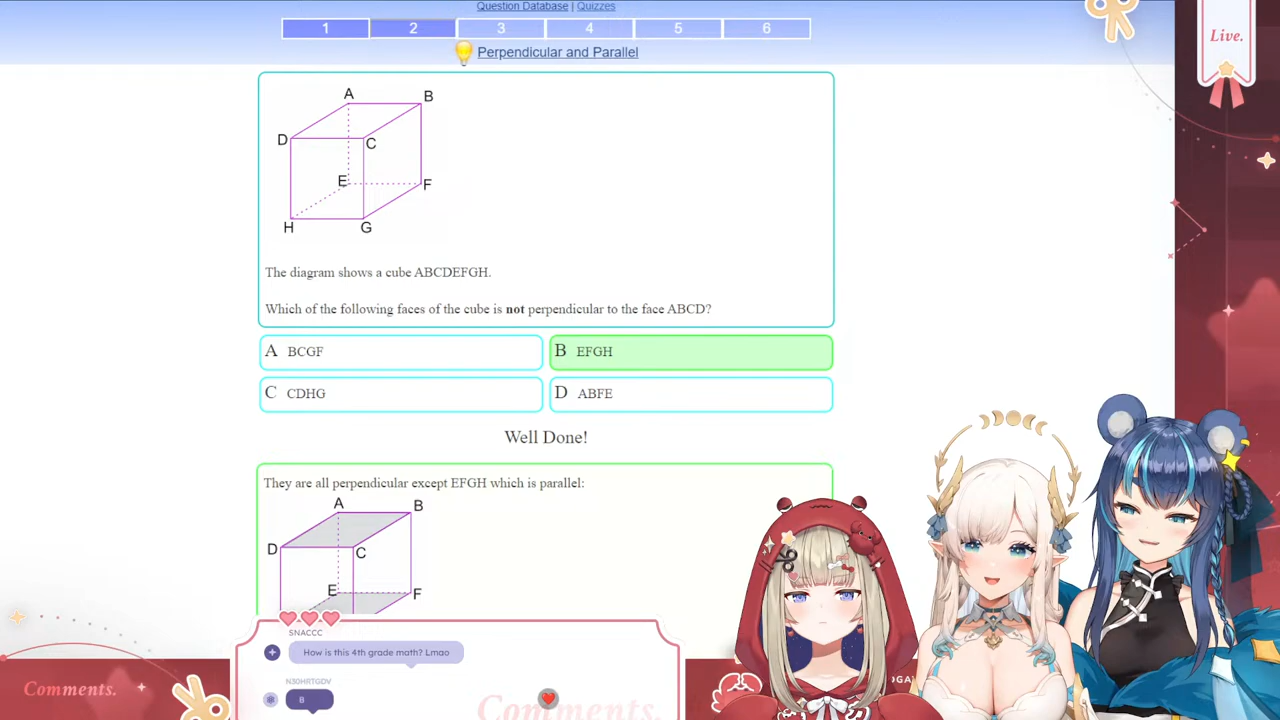 Question Database | Quizzes
1 2 3 4 5 6
Perpendicular and Parallel
Live.
A B
D C
E F
H G
The diagram shows a cube ABCDEFGH.
Which of the following faces of the cube is not perpendicular to the face ABCD?
A BCGF
B EFGH
C CDHG
D ABFE
Well Done!
They are all perpendicular except EFGH which is parallel:
A B
D C
E F
SNACCC
How is this 4th grade math? Lmao
N30HRTGDV
B
Comments.
Comments.